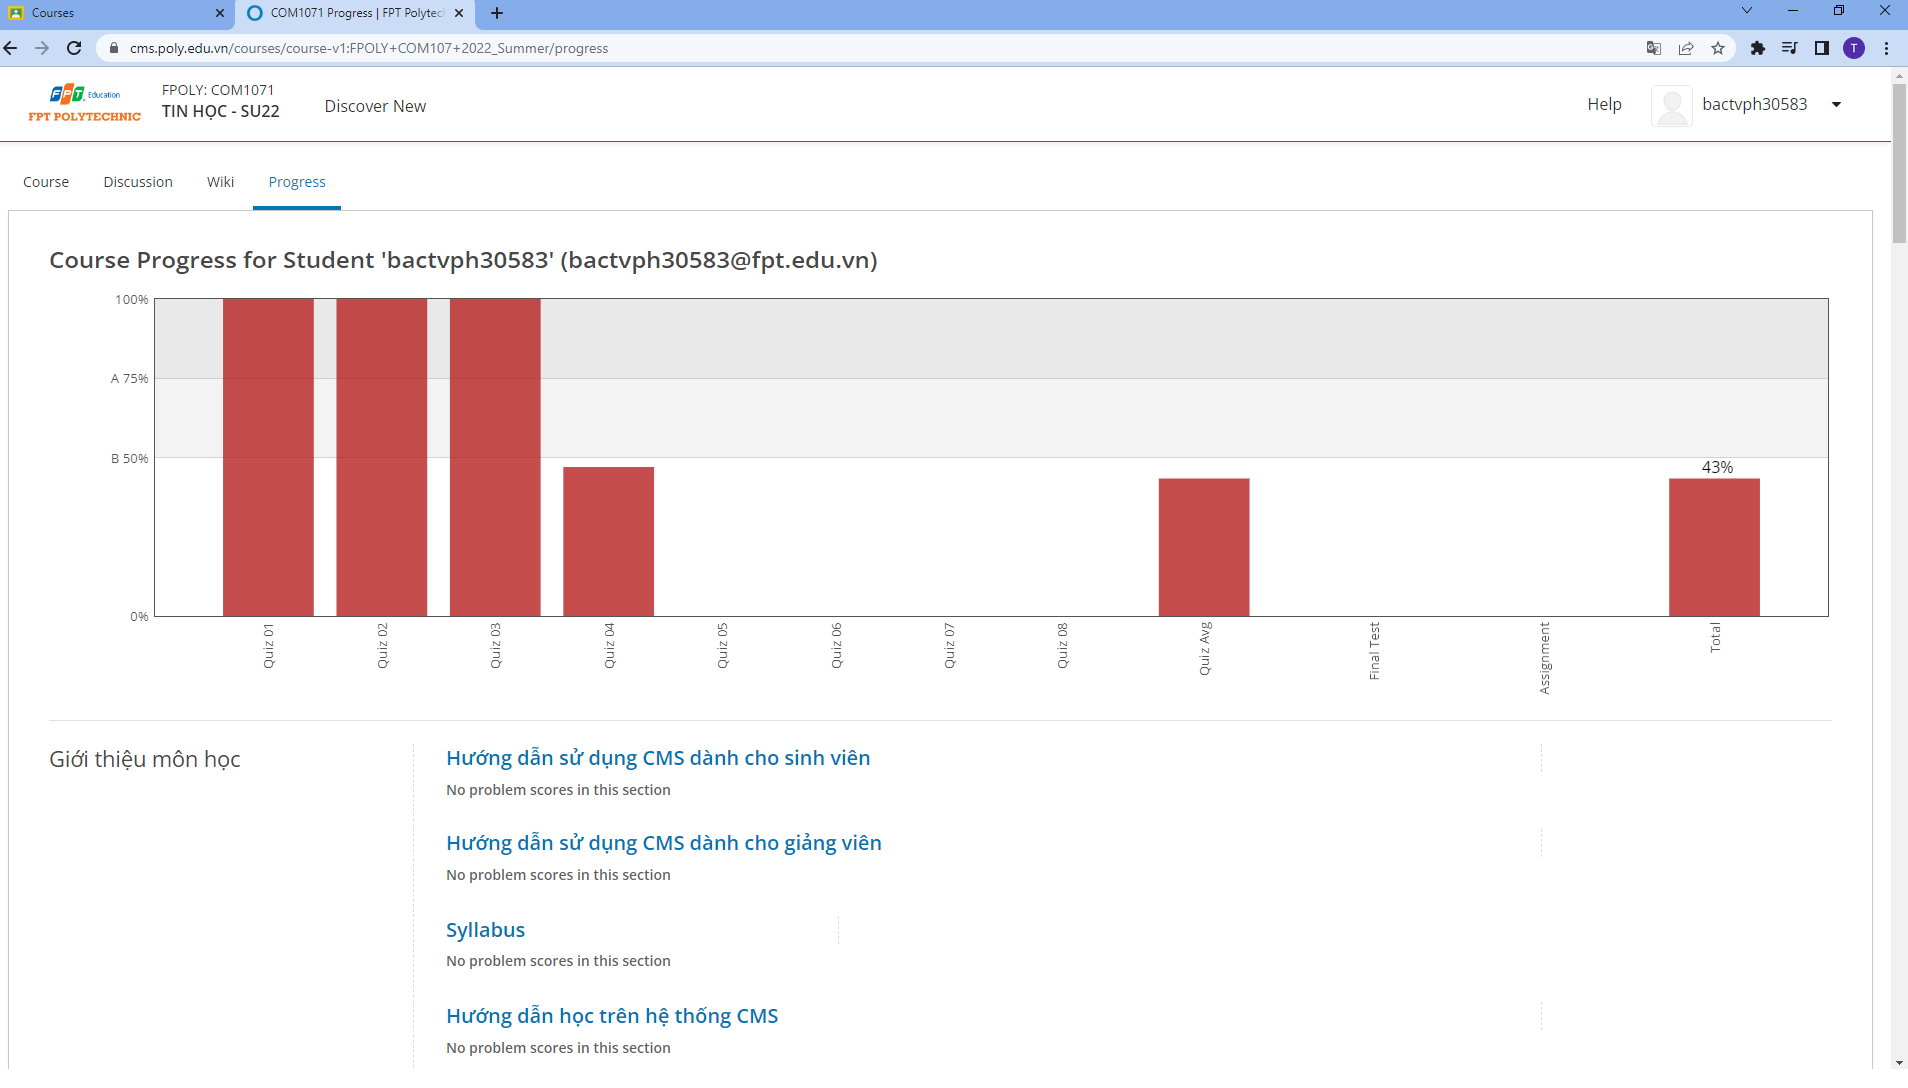 Courses
COM1071 Progress | FPT Polytec
cms.poly.edu.vn/courses/course-v1:FPOLY+COM107+2022_Summer/progress
T
FPT Education
FPT POLYTECHNIC
FPOLY: COM1071
TIN HỌC - SU22
Discover New
Help
bactvph30583
Course
Discussion
Wiki
Progress
Course Progress for Student 'bactvph30583' (bactvph30583@fpt.edu.vn)
100%
A 75%
B 50%
0%
43%
Quiz 01
Quiz 02
Quiz 03
Quiz 04
Quiz 05
Quiz 06
Quiz 07
Quiz 08
Quiz Avg
Final Test
Assignment
Total
Giới thiệu môn học
Hướng dẫn sử dụng CMS dành cho sinh viên
No problem scores in this section
Hướng dẫn sử dụng CMS dành cho giảng viên
No problem scores in this section
Syllabus
No problem scores in this section
Hướng dẫn học trên hệ thống CMS
No problem scores in this section